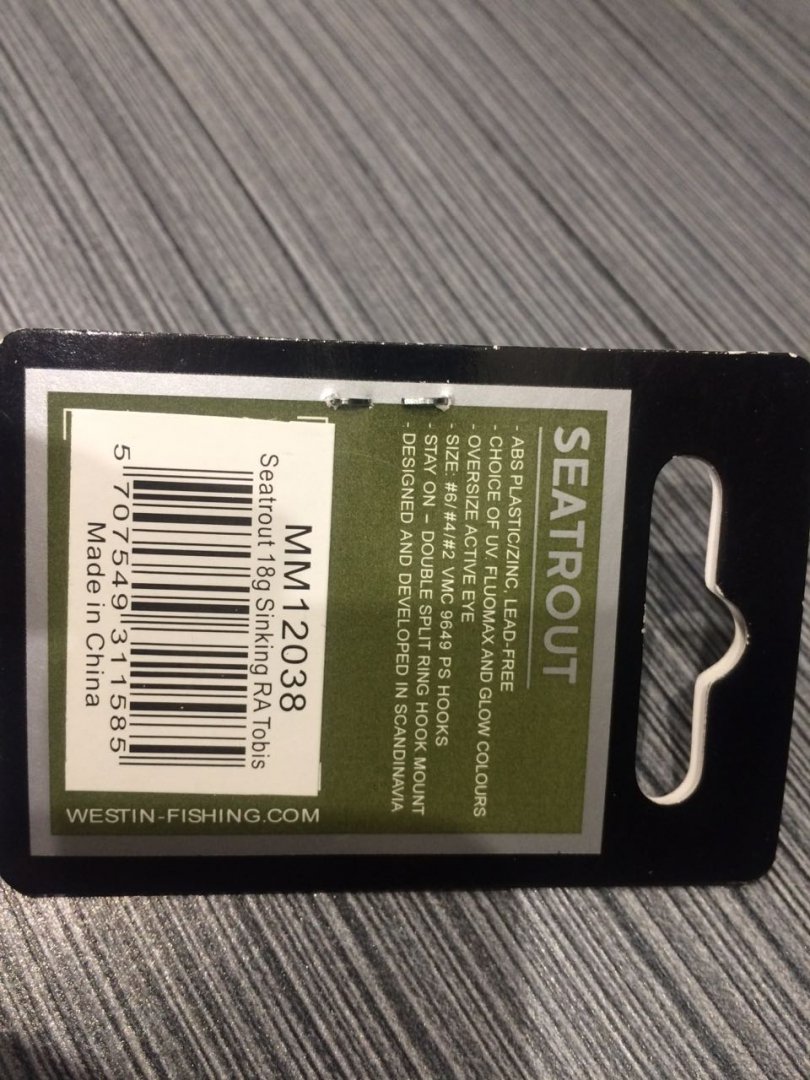 SEATROUT
- ABS PLASTIC/ZINC, LEAD-FREE
- CHOICE OF UV, FLUOMAX AND GLOW COLOURS
- OVERSIZE ACTIVE EYE
- SIZE: #6/#4/#2 VMC 9649 PS HOOKS
- STAY ON – DOUBLE SPLIT RING HOOK MOUNT
- DESIGNED AND DEVELOPED IN SCANDINAVIA
MM12038
Seatrout 18g Sinking RA Tobis
5 707549 311585
Made in China
WESTIN-FISHING.COM